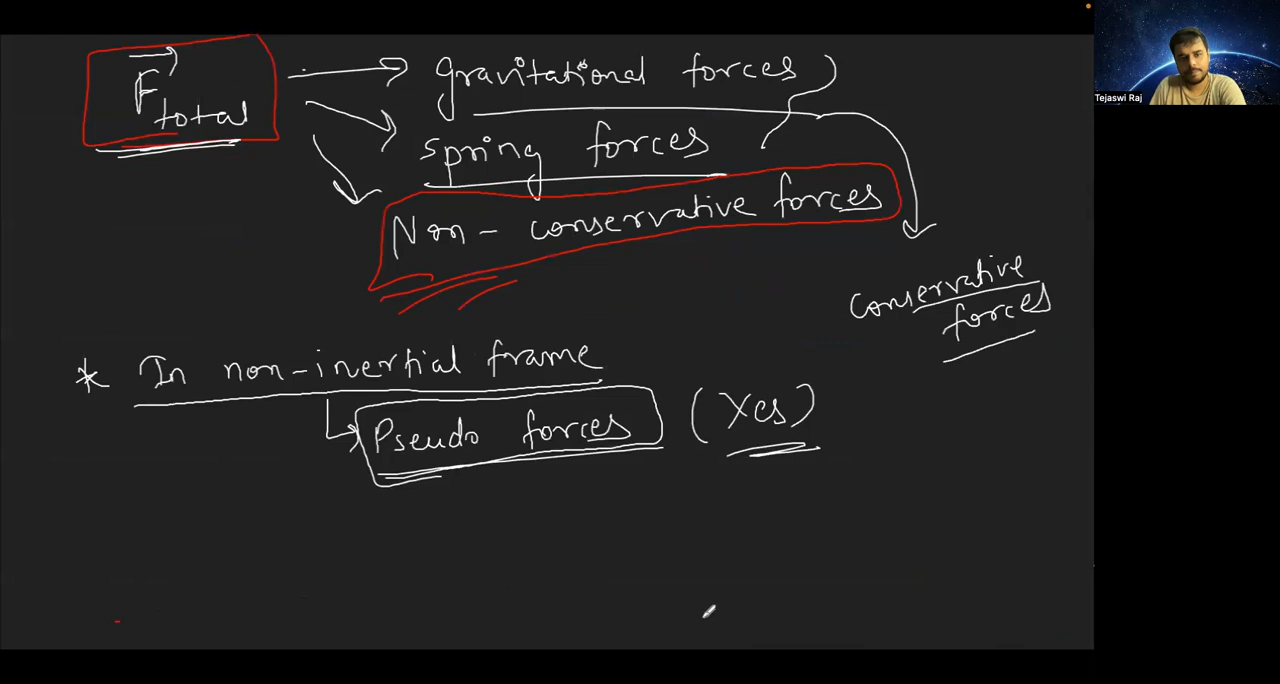 F total
gravitational forces
spring forces
Non-conservative forces
conservative
forces
* In non-inertial frame
Pseudo forces (Yes)
Tejaswi Raj